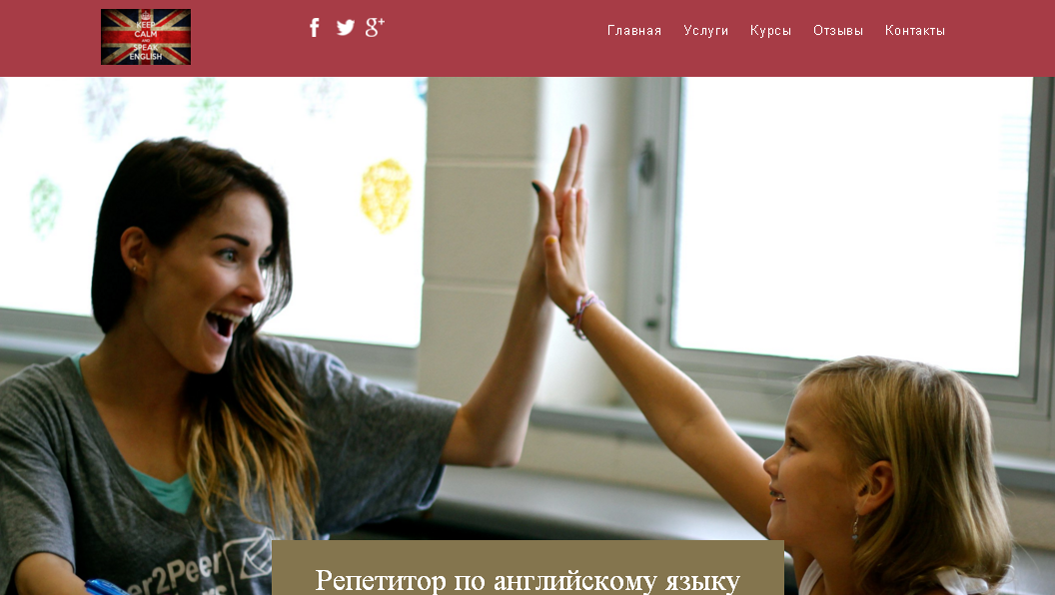 KEEP
CALM
AND
SPEAK
ENGLISH
f g+
Главная Услуги Курсы Отзывы Контакты
er2Peer
Репетитор по английскому языку